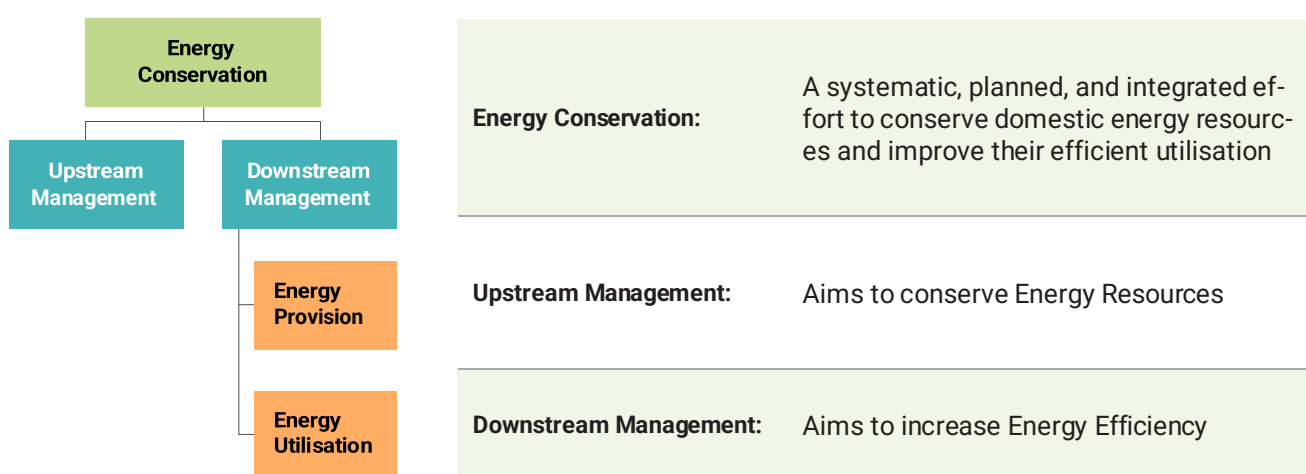 Energy
Conservation
Upstream
Management
Downstream
Management
Energy
Provision
Energy
Utilisation
Energy Conservation:
A systematic, planned, and integrated ef-
fort to conserve domestic energy resourc-
es and improve their efficient utilisation
Upstream Management:
Aims to conserve Energy Resources
Downstream Management:
Aims to increase Energy Efficiency